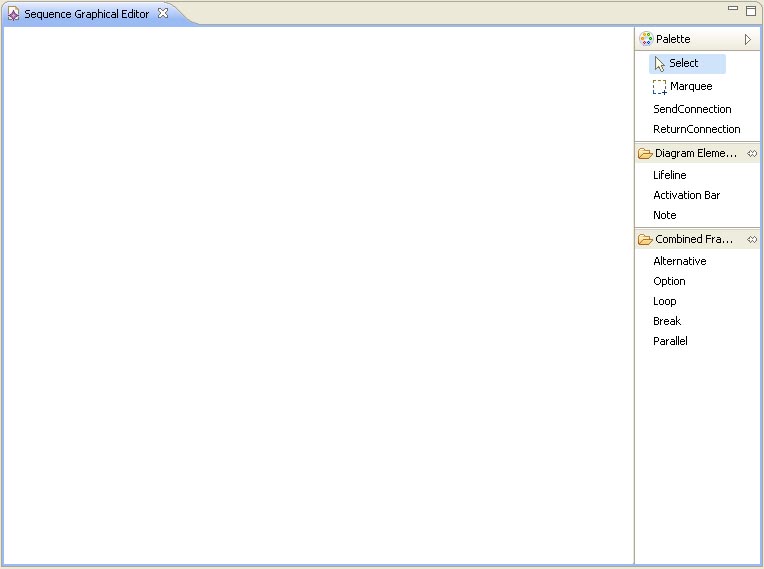 Sequence Graphical Editor
Palette
Select
Marquee
SendConnection
ReturnConnection
Diagram Eleme...
Lifeline
Activation Bar
Note
Combined Fra...
Alternative
Option
Loop
Break
Parallel